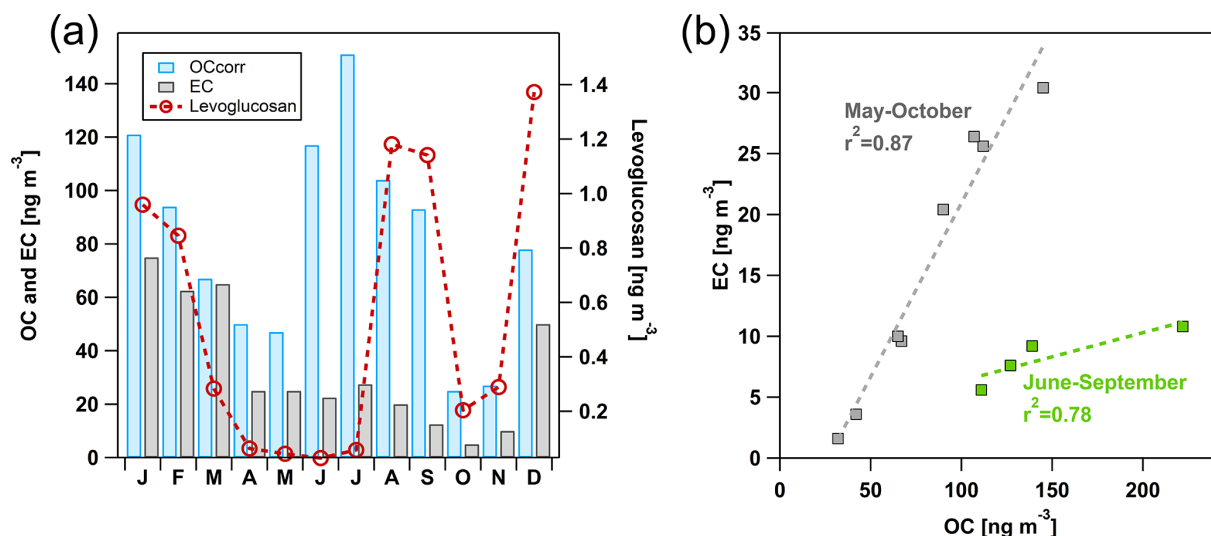 (a)
OCcorr
EC
Levoglucosan
OC and EC [ng m⁻³]
140
120
100
80
60
40
20
0
1.4
1.2
1.0
0.8
0.6
0.4
0.2
Levoglucosan [ng m⁻³]
J F M A M J J A S O N D
(b)
EC [ng m⁻³]
35
30
25
20
15
10
5
0
May-October
r²=0.87
June-September
r²=0.78
0 50 100 150 200
OC [ng m⁻³]